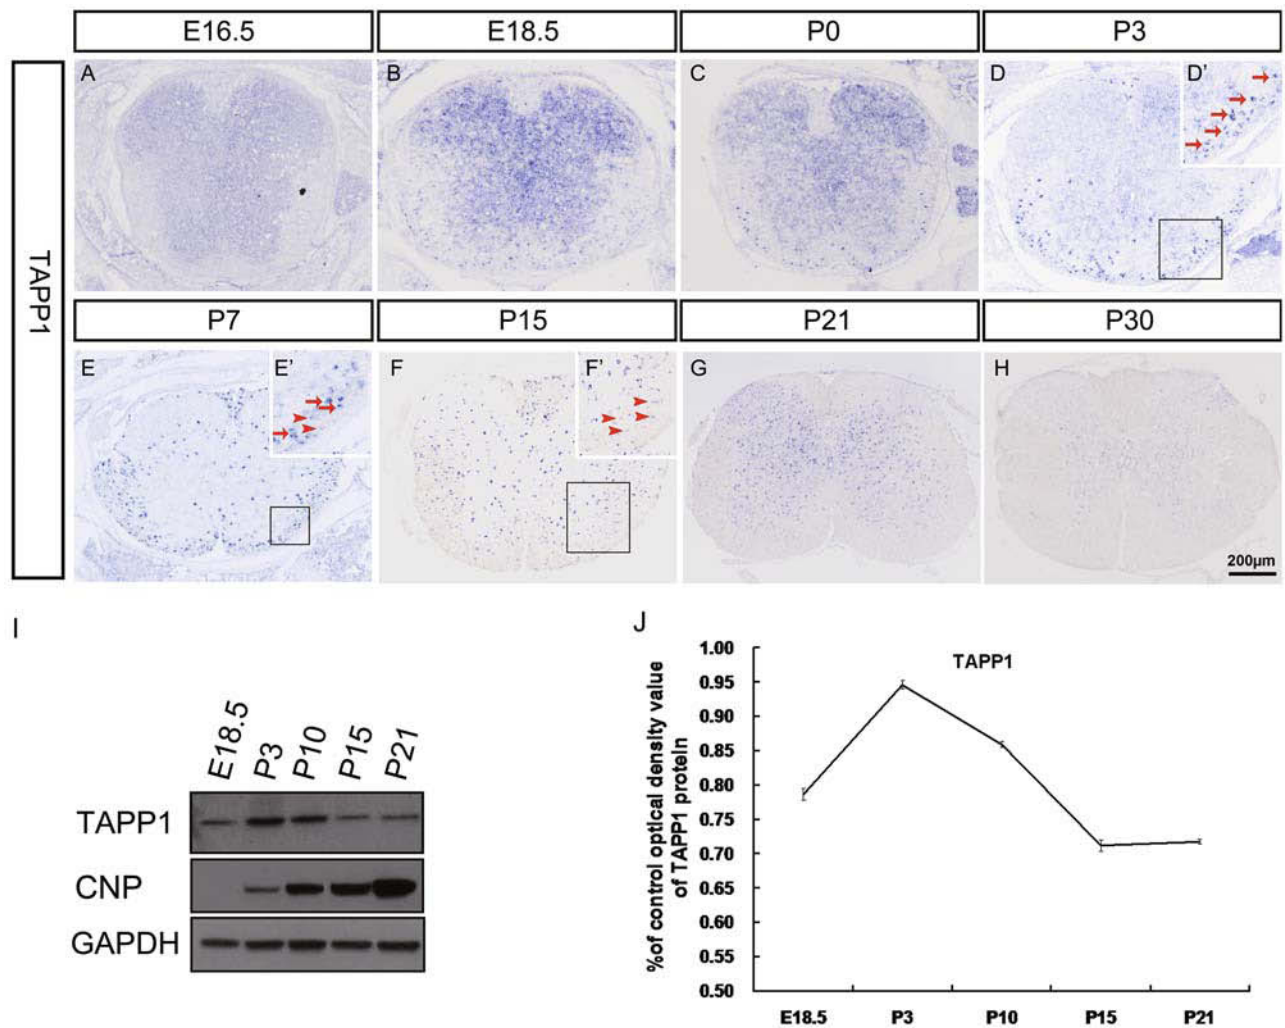 E16.5 E18.5 P0 P3
TAPP1
A B C D D'
P7 P15 P21 P30
E E' F F' G H
200μm
I
E18.5 P3 P10 P15 P21
TAPP1
CNP
GAPDH
J
TAPP1
%of control optical density value
of TAPP1 protein
1.00
0.95
0.90
0.85
0.80
0.75
0.70
0.65
0.60
0.55
0.50
E18.5 P3 P10 P15 P21